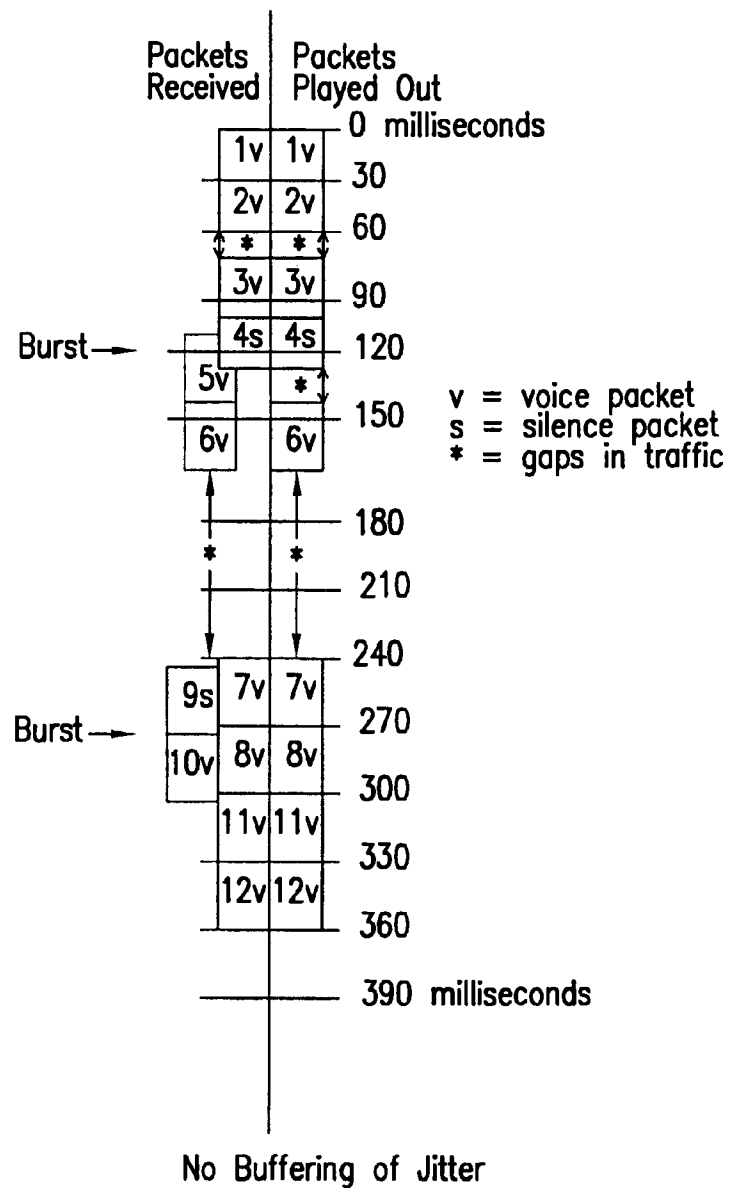 Packets Packets
Received Played Out
0 milliseconds
1v 1v
30
2v 2v
60
* *
3v 3v
90
4s 4s
Burst
120
5v
*
150
6v 6v
v = voice packet
s = silence packet
* = gaps in traffic
180
* *
210
240
9s 7v 7v
270
Burst
10v 8v 8v
300
11v 11v
330
12v 12v
360
390 milliseconds
No Buffering of Jitter